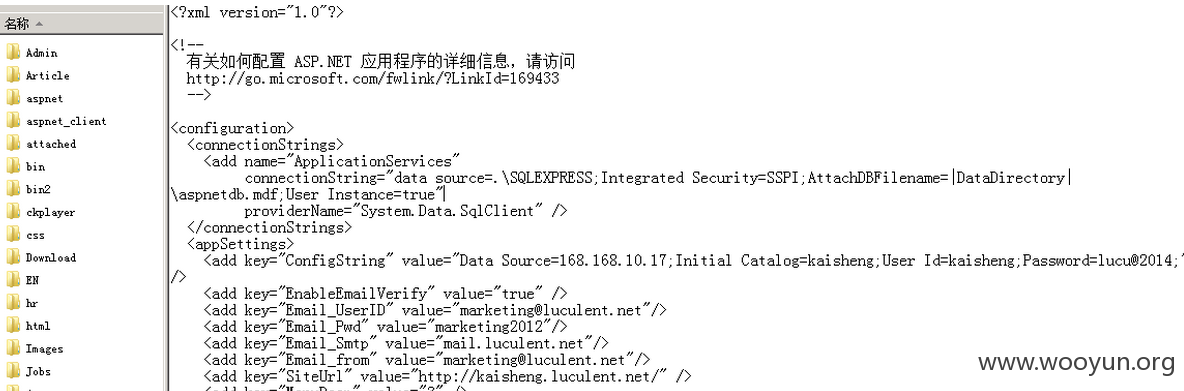 名称
Admin
Article
aspnet
aspnet_client
attached
bin
bin2
ckplayer
css
Download
EN
hr
html
Images
Jobs
<?xml version="1.0"?>
<!--
有关如何配置 ASP.NET 应用程序的详细信息，请访问
http://go.microsoft.com/fwlink/?LinkId=169433
-->
<configuration>
<connectionStrings>
<add name="ApplicationServices"
connectionString="data source=.\SQLEXPRESS;Integrated Security=SSPI;AttachDBFilename=|DataDirectory|
\aspnetdb.mdf;User Instance=true"
providerName="System.Data.SqlClient" />
</connectionStrings>
<appSettings>
<add key="ConfigString" value="Data Source=168.168.10.17;Initial Catalog=kaisheng;User Id=kaisheng;Password=lucu@2014;"
/>
<add key="EnableEmailVerify" value="true" />
<add key="Email_UserID" value="marketing@luculent.net"/>
<add key="Email_Pwd" value="marketing2012"/>
<add key="Email_Smtp" value="mail.luculent.net"/>
<add key="Email_from" value="marketing@luculent.net"/>
<add key="SiteUrl" value="http://kaisheng.luculent.net/" />
www.wooyun.org